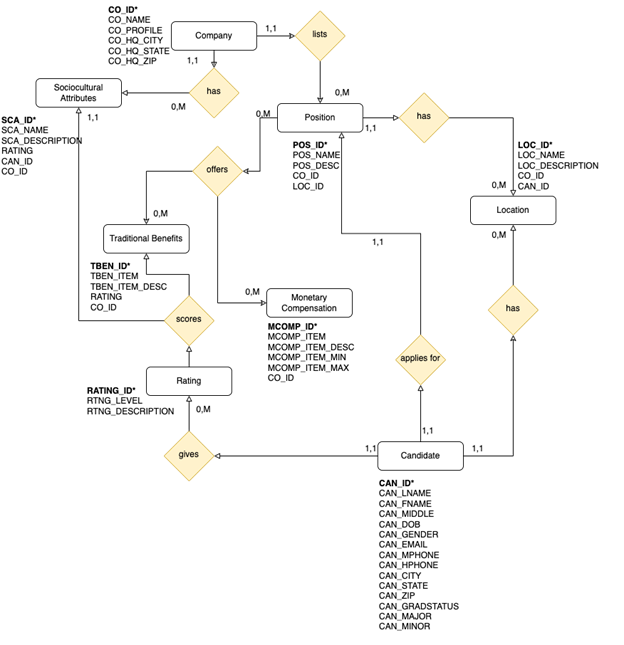 CO_ID*
CO_NAME
CO_PROFILE
CO_HQ_CITY
CO_HQ_STATE
CO_HQ_ZIP
Company
1,1
lists
1,1
has
0,M
Sociocultural
Attributes
1,1
SCA_ID*
SCA_NAME
SCA_DESCRIPTION
RATING
CAN_ID
CO_ID
0,M
0,M
Position
1,1
has
POS_ID*
POS_NAME
POS_DESC
CO_ID
LOC_ID
LOC_ID*
LOC_NAME
LOC_DESCRIPTION
CO_ID
CAN_ID
0,M
Location
0,M
offers
0,M
Traditional Benefits
TBEN_ID*
TBEN_ITEM
TBEN_ITEM_DESC
RATING
CO_ID
1,1
0,M
Monetary
Compensation
MCOMP_ID*
MCOMP_ITEM
MCOMP_ITEM_DESC
MCOMP_ITEM_MIN
MCOMP_ITEM_MAX
CO_ID
has
scores
applies for
Rating
RATING_ID*
RTNG_LEVEL
RTNG_DESCRIPTION
0,M
gives
1,1
1,1
Candidate
1,1
CAN_ID*
CAN_LNAME
CAN_FNAME
CAN_MIDDLE
CAN_DOB
CAN_GENDER
CAN_EMAIL
CAN_MPHONE
CAN_HPHONE
CAN_CITY
CAN_STATE
CAN_ZIP
CAN_GRADSTATUS
CAN_MAJOR
CAN_MINOR